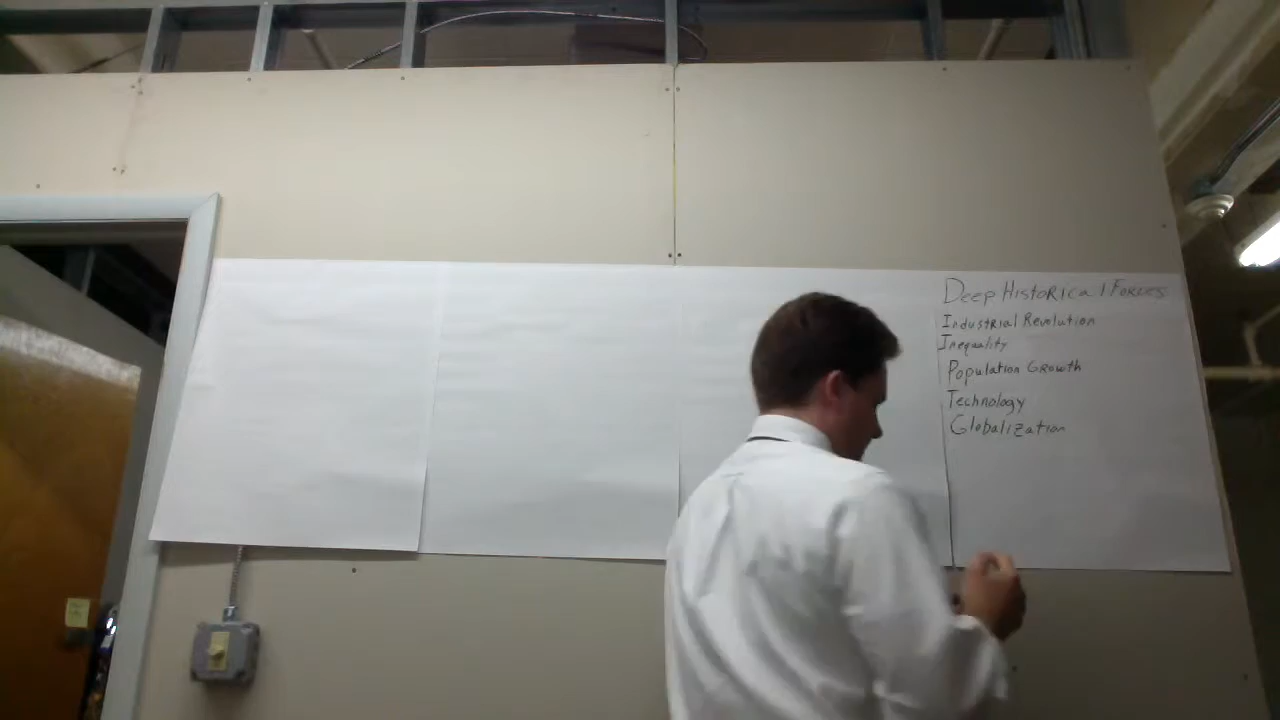 Deep Historical Forces
Industrial Revolution
Inequality
Population Growth
Technology
Globalization